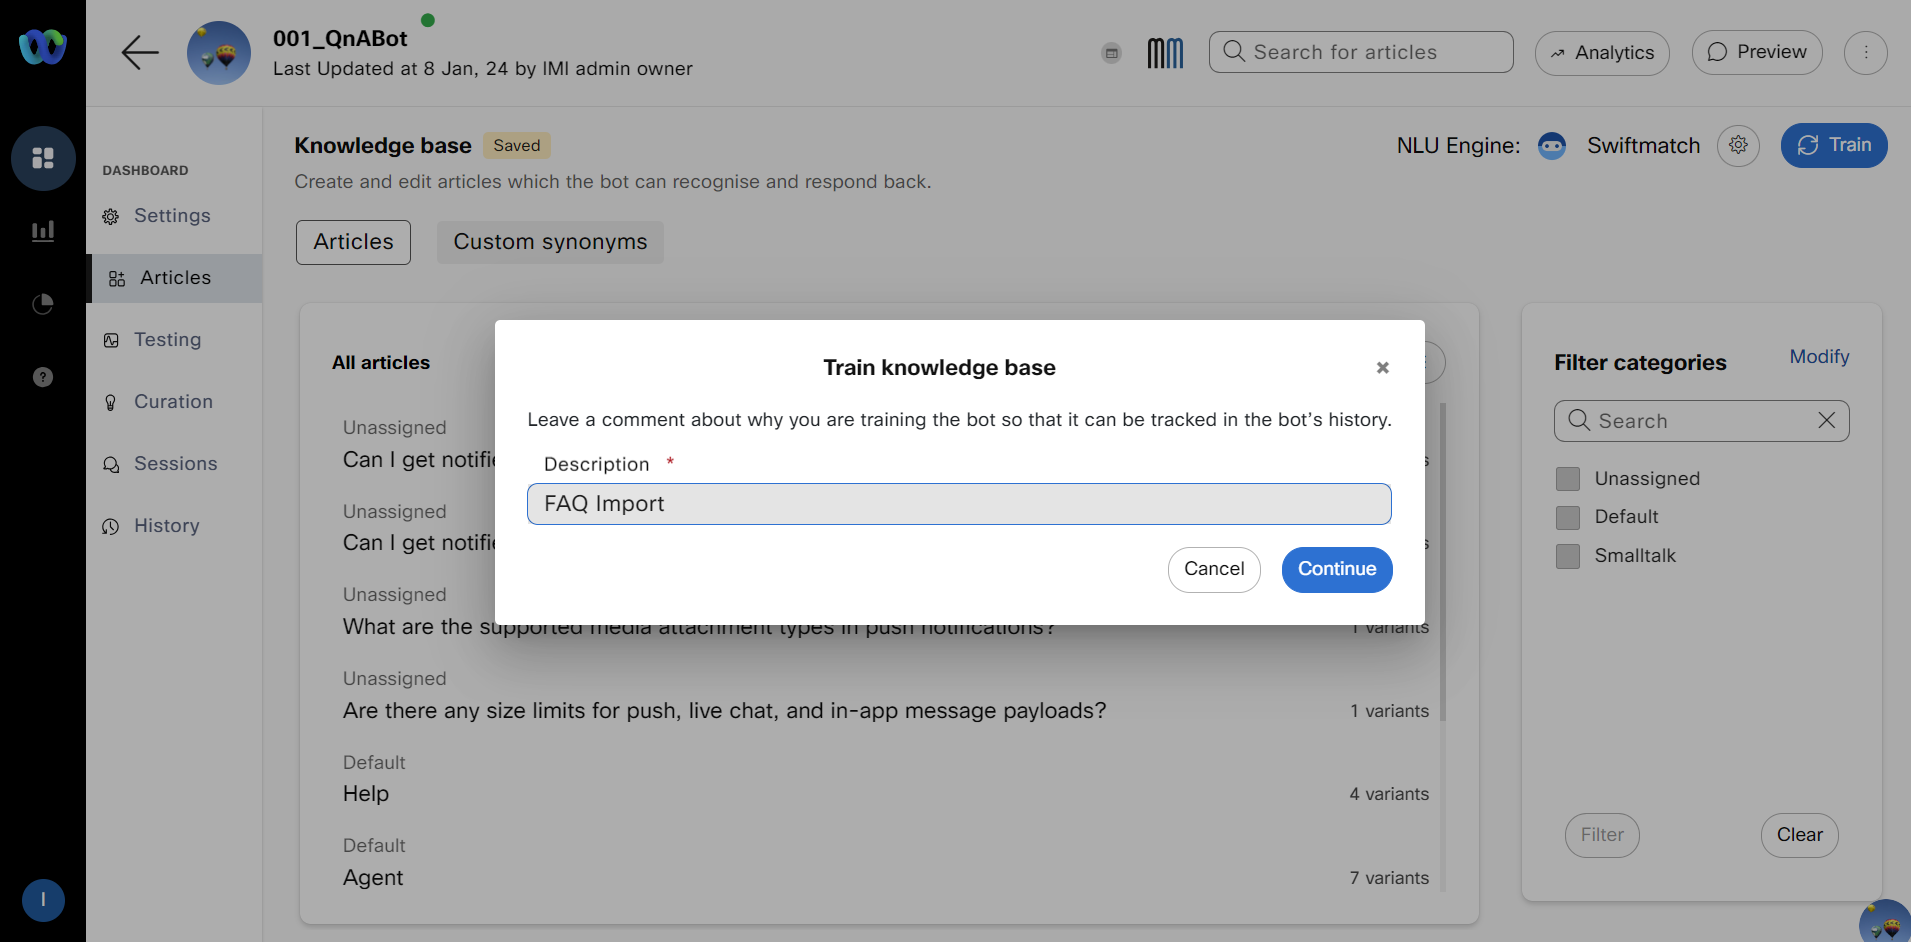 001_QnABot
Last Updated at 8 Jan, 24 by IMI admin owner
Search for articles
Analytics
Preview
DASHBOARD
Settings
Articles
Testing
Curation
Sessions
History
I
Knowledge base
Saved
Create and edit articles which the bot can recognise and respond back.
NLU Engine:
Swiftmatch
Train
Articles
Custom synonyms
All articles
Unassigned
Can I get
Unassigned
Can I get
Unassigned
What are the supported media attachment types in push notifications?
1 variants
Unassigned
Are there any size limits for push, live chat, and in-app message payloads?
1 variants
Default
Help
4 variants
Default
Agent
7 variants
Train knowledge base
Leave a comment about why you are training the bot so that it can be tracked in the bot's history.
Description *
FAQ Import
Cancel
Continue
Filter categories
Modify
Search
Unassigned
Default
Smalltalk
Filter
Clear